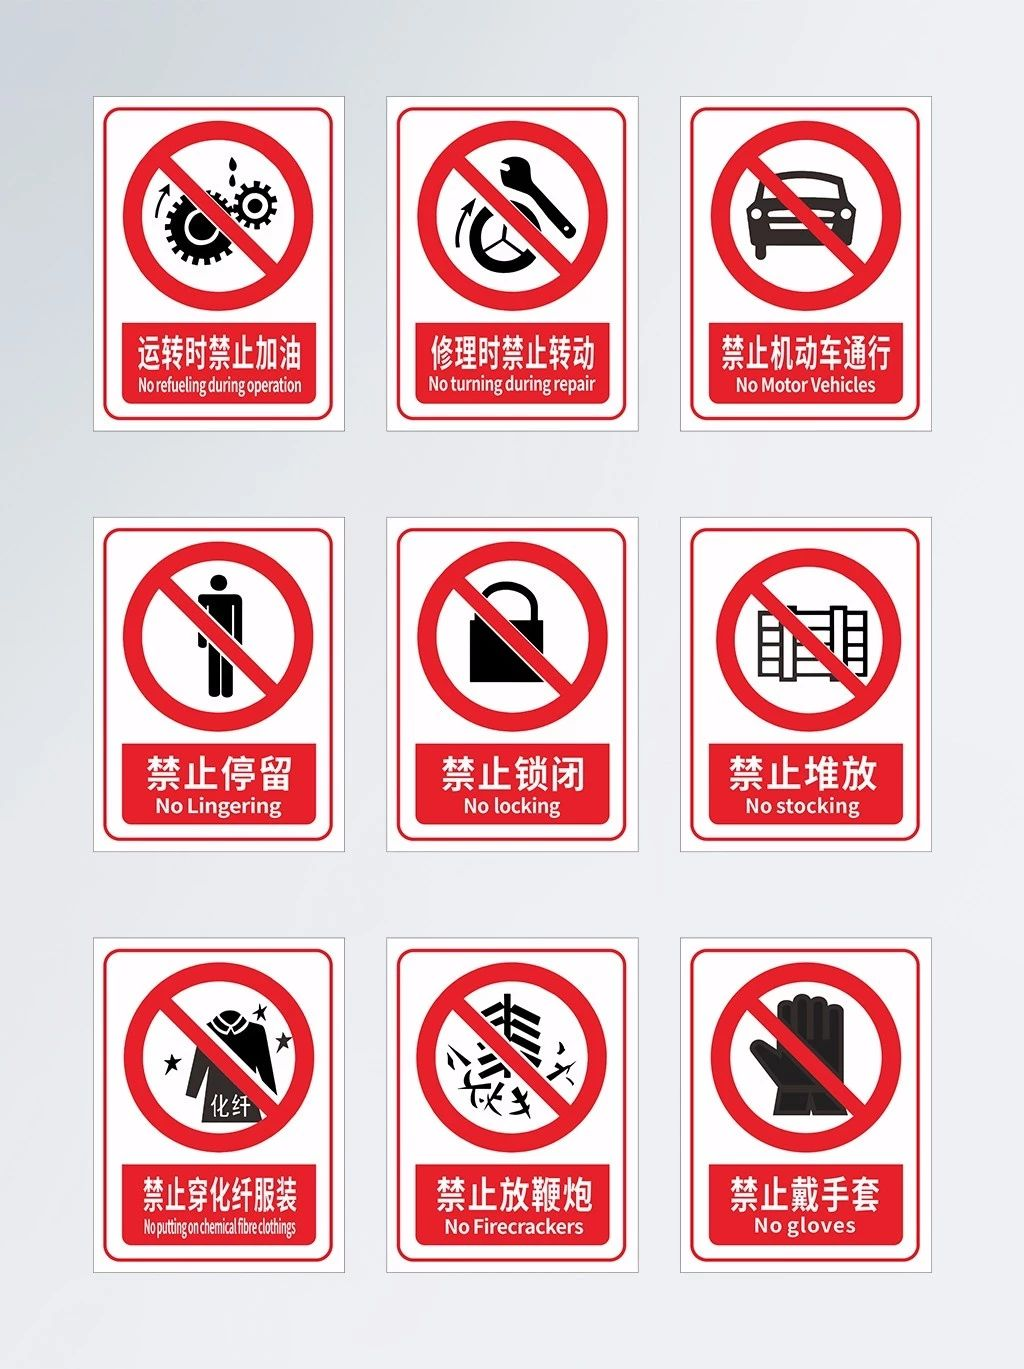 运转时禁止加油
No refueling during operation
修理时禁止转动
No turning during repair
禁止机动车通行
No Motor Vehicles
禁止停留
No Lingering
禁止锁闭
No locking
禁止堆放
No stocking
化纤
禁止穿化纤服装
No putting on chemical fibre clothings
禁止放鞭炮
No Firecrackers
禁止戴手套
No gloves